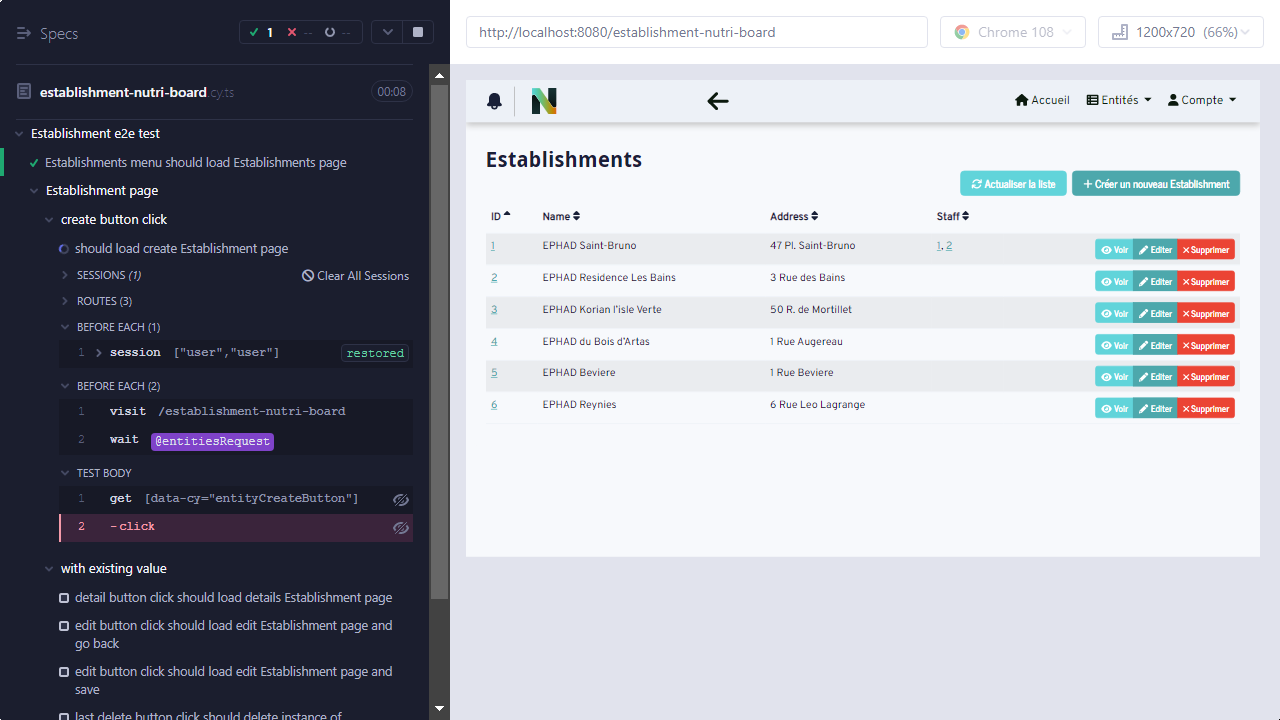 Specs
1
--
--
establishment-nutri-board.cy.ts
00:08
Establishment e2e test
Establishments menu should load Establishments page
Establishment page
create button click
should load create Establishment page
SESSIONS (1)
Clear All Sessions
ROUTES (3)
BEFORE EACH (1)
1 session ["user","user"] restored
BEFORE EACH (2)
1 visit /establishment-nutri-board
2 wait @entitiesRequest
TEST BODY
1 get [data-cy="entityCreateButton"]
2 -click
with existing value
detail button click should load details Establishment page
edit button click should load edit Establishment page and
go back
edit button click should load edit Establishment page and
save
last delete button click should delete instance of
http://localhost:8080/establishment-nutri-board
Chrome 108
1200x720 (66%)
N
Accueil
Entités
Compte
Establishments
Actualiser la liste
Créer un nouveau Establishment
ID Name Address Staff
1 EPHAD Saint-Bruno 47 Pl. Saint-Bruno 1, 2 Voir Editer Supprimer
2 EPHAD Residence Les Bains 3 Rue des Bains Voir Editer Supprimer
3 EPHAD Korian l'isle Verte 50 R. de Mortillet Voir Editer Supprimer
4 EPHAD du Bois d'Artas 1 Rue Augereau Voir Editer Supprimer
5 EPHAD Beviere 1 Rue Beviere Voir Editer Supprimer
6 EPHAD Reynies 6 Rue Leo Lagrange Voir Editer Supprimer